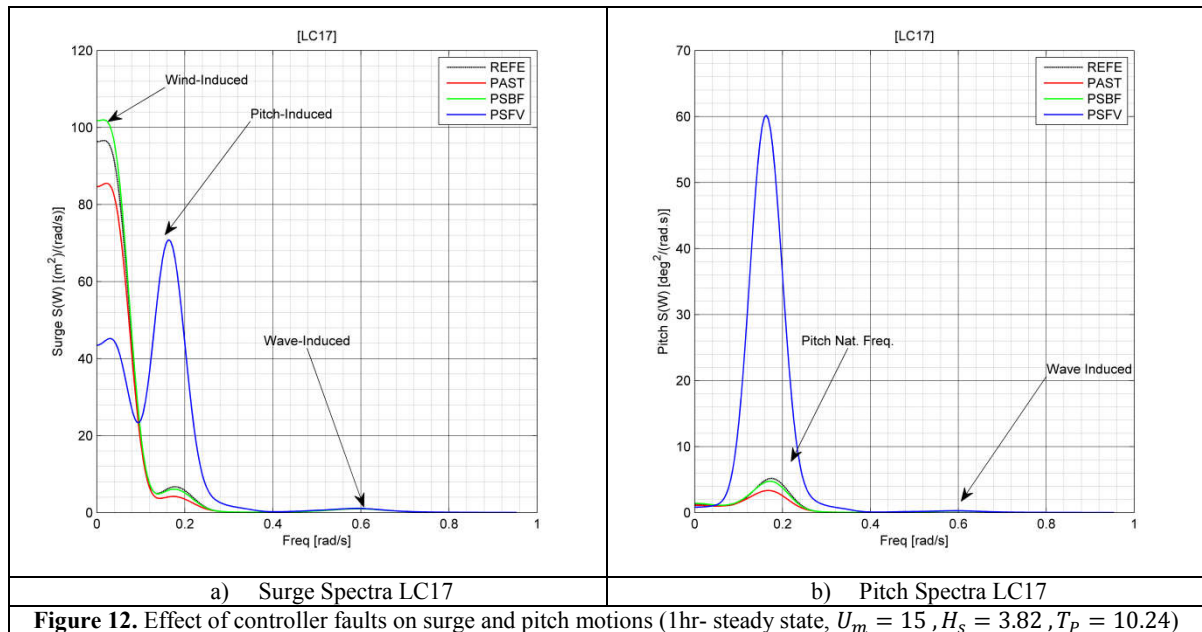 [LC17]
120
100
80
60
40
20
0
Surge S(W) [(m²)/(rad/s)]
Wind-Induced
Pitch-Induced
Wave-Induced
REFE
PAST
PSBF
PSFV
0 0.2 0.4 0.6 0.8 1
Freq [rad/s]
[LC17]
70
60
50
40
30
20
10
0
Pitch S(W) [deg²/(rad.s)]
Pitch Nat. Freq.
Wave Induced
REFE
PAST
PSBF
PSFV
0 0.2 0.4 0.6 0.8 1
Freq [rad/s]
a) Surge Spectra LC17
b) Pitch Spectra LC17
Figure 12. Effect of controller faults on surge and pitch motions (1hr- steady state, Uₘ = 15 , Hₛ = 3.82 , T_P = 10.24)